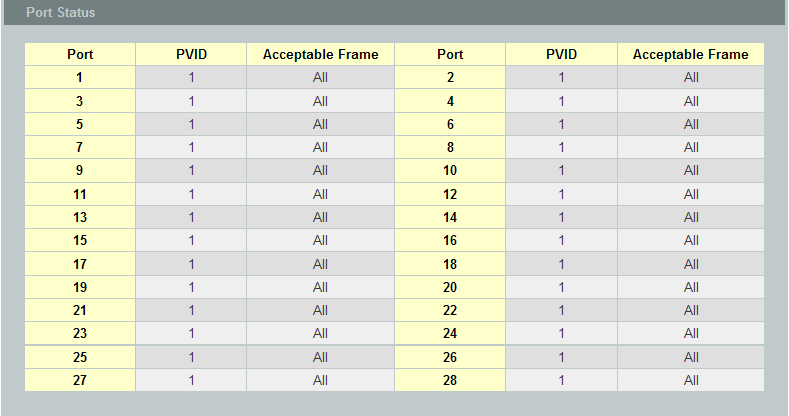 Port Status
Port PVID Acceptable Frame Port PVID Acceptable Frame
1 1 All 2 1 All
3 1 All 4 1 All
5 1 All 6 1 All
7 1 All 8 1 All
9 1 All 10 1 All
11 1 All 12 1 All
13 1 All 14 1 All
15 1 All 16 1 All
17 1 All 18 1 All
19 1 All 20 1 All
21 1 All 22 1 All
23 1 All 24 1 All
25 1 All 26 1 All
27 1 All 28 1 All